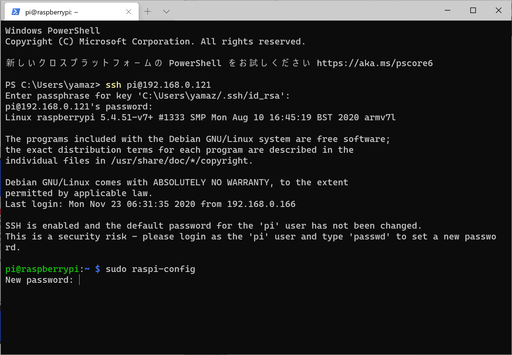 pi@raspberrypi: ~
Windows PowerShell
Copyright (C) Microsoft Corporation. All rights reserved.
新しいクロスプラットフォームの PowerShell をお試しください https://aka.ms/pscore6
PS C:\Users\yamaz> ssh pi@192.168.0.121
Enter passphrase for key 'C:\Users\yamaz/.ssh/id_rsa':
pi@192.168.0.121's password:
Linux raspberrypi 5.4.51-v7+ #1333 SMP Mon Aug 10 16:45:19 BST 2020 armv7l
The programs included with the Debian GNU/Linux system are free software;
the exact distribution terms for each program are described in the
individual files in /usr/share/doc/*/copyright.
Debian GNU/Linux comes with ABSOLUTELY NO WARRANTY, to the extent
permitted by applicable law.
Last login: Mon Nov 23 06:31:35 2020 from 192.168.0.166
SSH is enabled and the default password for the 'pi' user has not been changed.
This is a security risk - please login as the 'pi' user and type 'passwd' to set a new passwo
rd.
pi@raspberrypi:~ $ sudo raspi-config
New password: